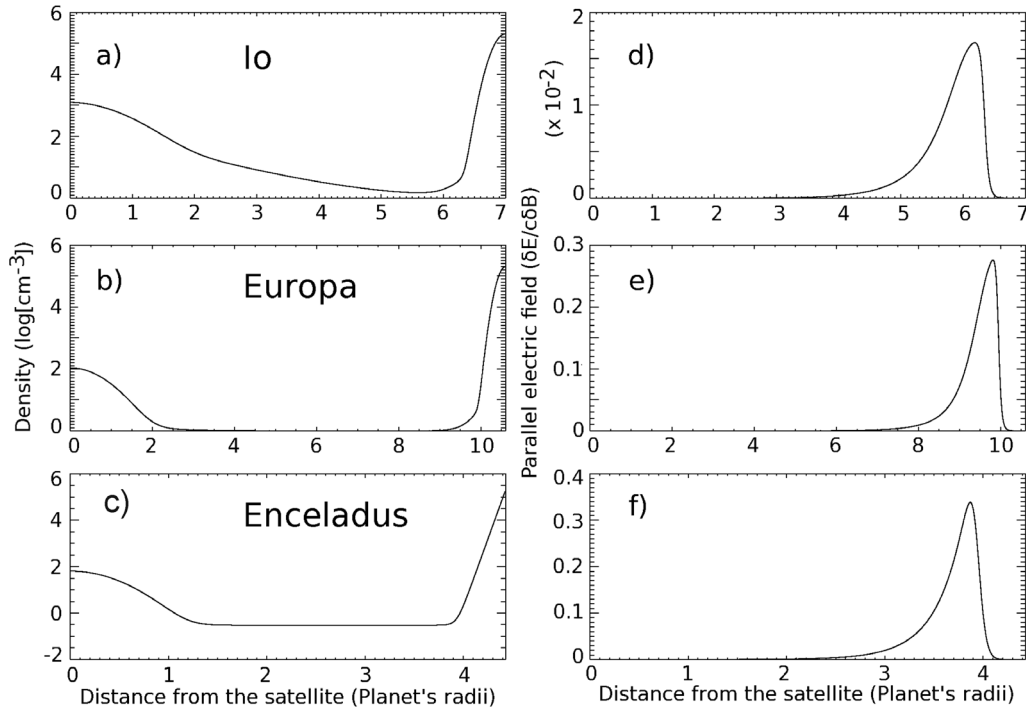 6
a)
Io
4
2
0
0 1 2 3 4 5 6 7
2
d)
1
0
0 1 2 3 4 5 6 7
(x 10-2)
6
b)
Europa
4
2
0
0 2 4 6 8 10
0.3
e)
0.2
0.1
0
0 2 4 6 8 10
6
c)
Enceladus
4
2
0
-2
0 1 2 3 4
0.4
f)
0.3
0.2
0.1
0
0 1 2 3 4
Density (log[cm-3])
Parallel electric field (δE/cδB)
Distance from the satellite (Planet's radii)
Distance from the satellite (Planet's radii)